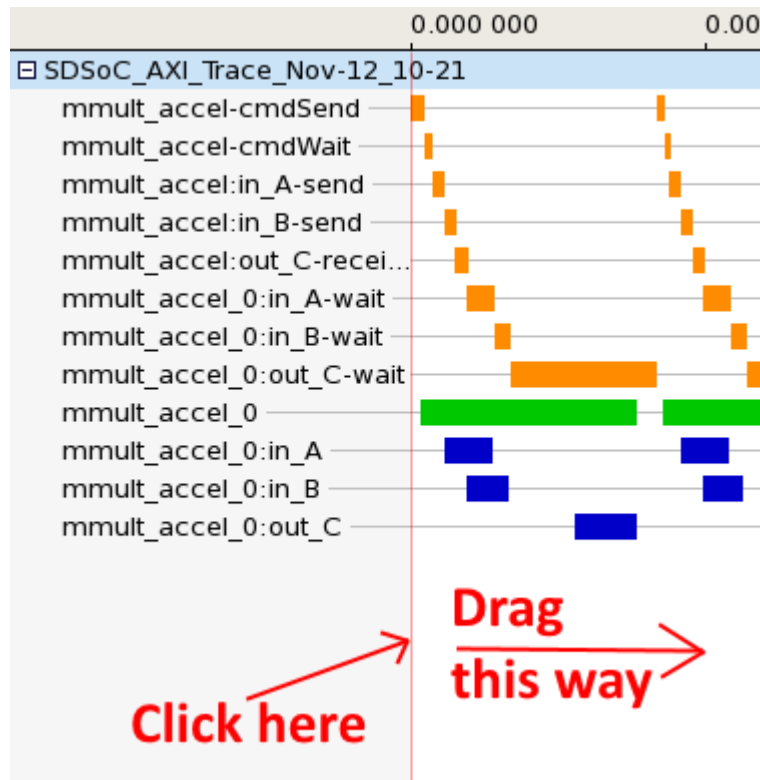 0.000 000 0.00
SDSoC_AXI_Trace_Nov-12_10-21
mmult_accel-cmdSend
mmult_accel-cmdWait
mmult_accel:in_A-send
mmult_accel:in_B-send
mmult_accel:out_C-recei...
mmult_accel_0:in_A-wait
mmult_accel_0:in_B-wait
mmult_accel_0:out_C-wait
mmult_accel_0
mmult_accel_0:in_A
mmult_accel_0:in_B
mmult_accel_0:out_C
Drag
this way
Click here